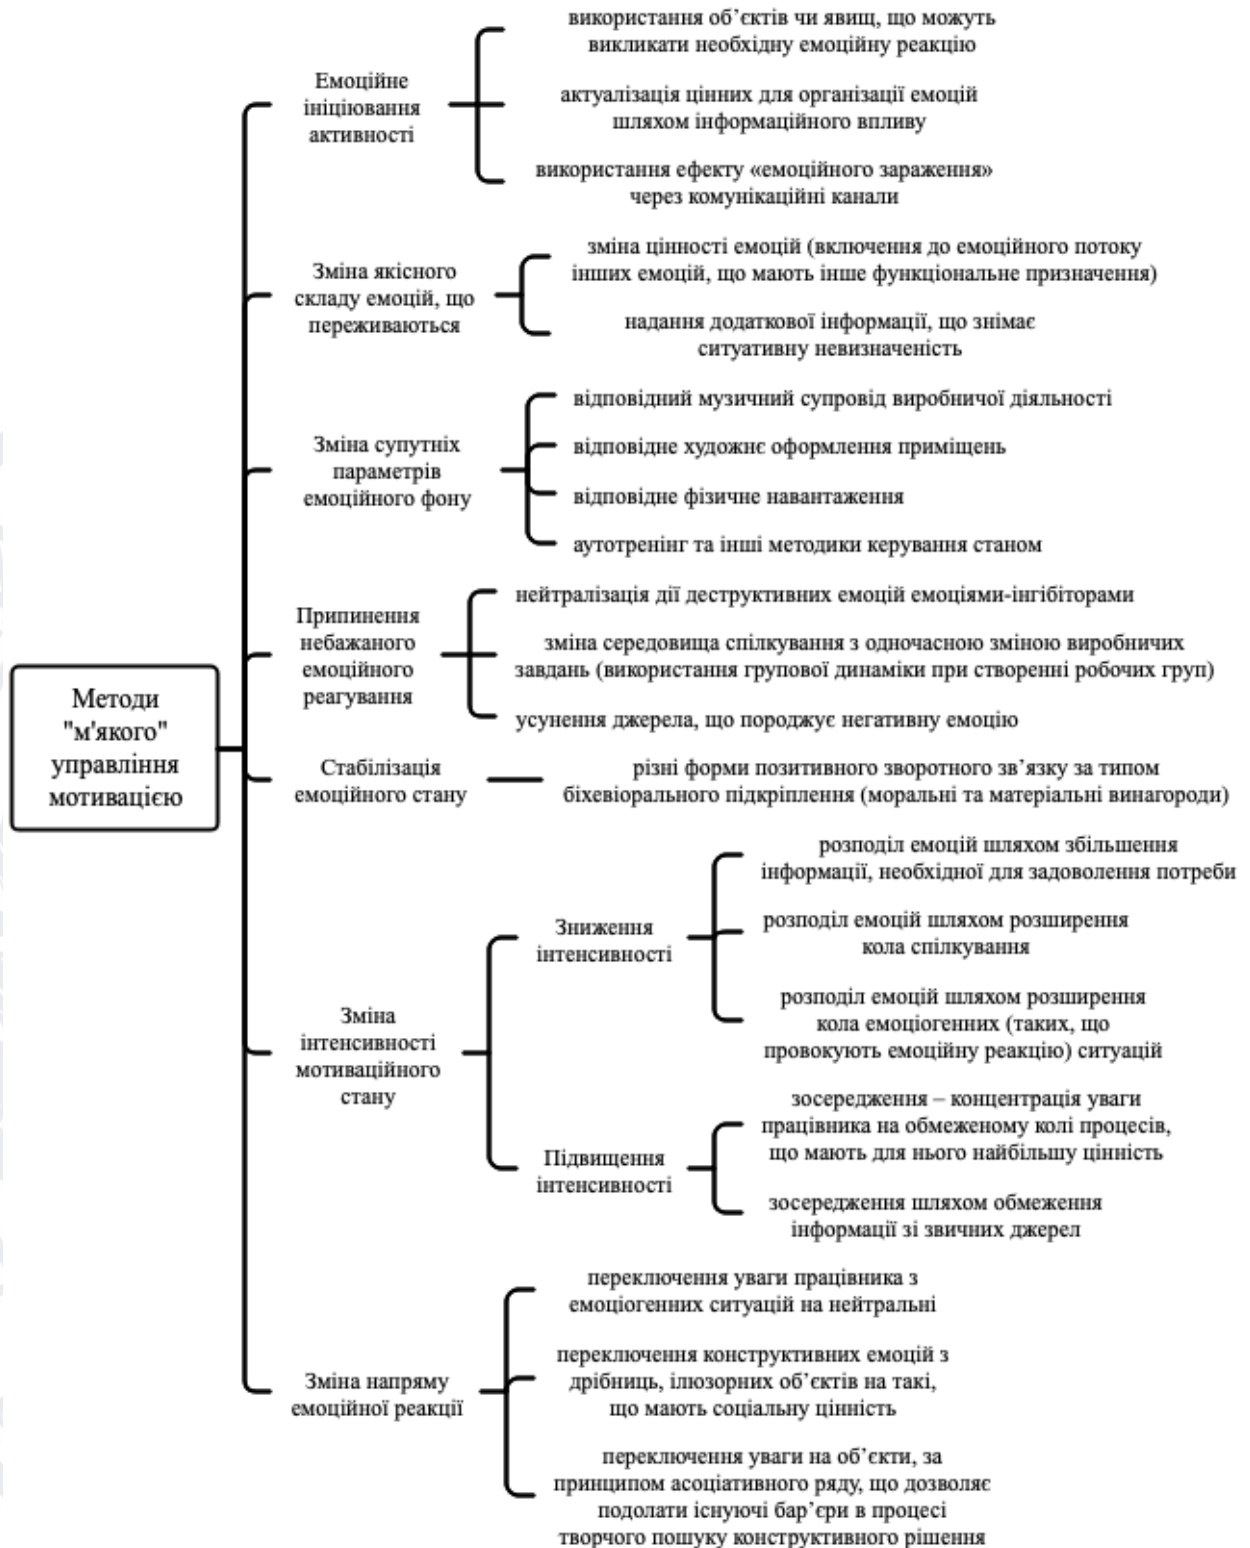 використання об’єктів чи явищ, що можуть
викликати необхідну емоційну реакцію
Емоційне
ініціювання
активності
актуалізація цінних для організації емоцій
шляхом інформаційного впливу
використання ефекту «емоційного зараження»
через комунікаційні канали
Зміна якісного
складу емоцій, що
переживаються
зміна цінності емоцій (включення до емоційного потоку
інших емоцій, що мають інше функціональне призначення)
надання додаткової інформації, що знімає
ситуативну невизначеність
Зміна супутніх
параметрів
емоційного фону
відповідний музичний супровід виробничої діяльності
відповідне художнє оформлення приміщень
відповідне фізичне навантаження
аутотренінг та інші методики керування станом
Припинення
небажаного
емоційного
реагування
нейтралізація дії деструктивних емоцій емоціями-інгібіторами
зміна середовища спілкування з одночасною зміною виробничих
завдань (використання групової динаміки при створенні робочих груп)
усунення джерела, що породжує негативну емоцію
Методи
"м'якого"
управління
мотивацією
Стабілізація
емоційного стану
різні форми позитивного зворотного зв’язку за типом
біхевіорального підкріплення (моральні та матеріальні винагороди)
Зміна
інтенсивності
мотиваційного
стану
Зниження
інтенсивності
розподіл емоцій шляхом збільшення
інформації, необхідної для задоволення потреби
розподіл емоцій шляхом розширення
кола спілкування
розподіл емоцій шляхом розширення
кола емоціогенних (таких, що
провокують емоційну реакцію) ситуацій
Підвищення
інтенсивності
зосередження – концентрація уваги
працівника на обмеженому колі процесів,
що мають для нього найбільшу цінність
зосередження шляхом обмеження
інформації зі звичних джерел
Зміна напряму
емоційної реакції
переключення уваги працівника з
емоціогенних ситуацій на нейтральні
переключення конструктивних емоцій з
дрібниць, ілюзорних об’єктів на такі,
що мають соціальну цінність
переключення уваги на об’єкти, за
принципом асоціативного ряду, що дозволяє
подолати існуючі бар’єри в процесі
творчого пошуку конструктивного рішення